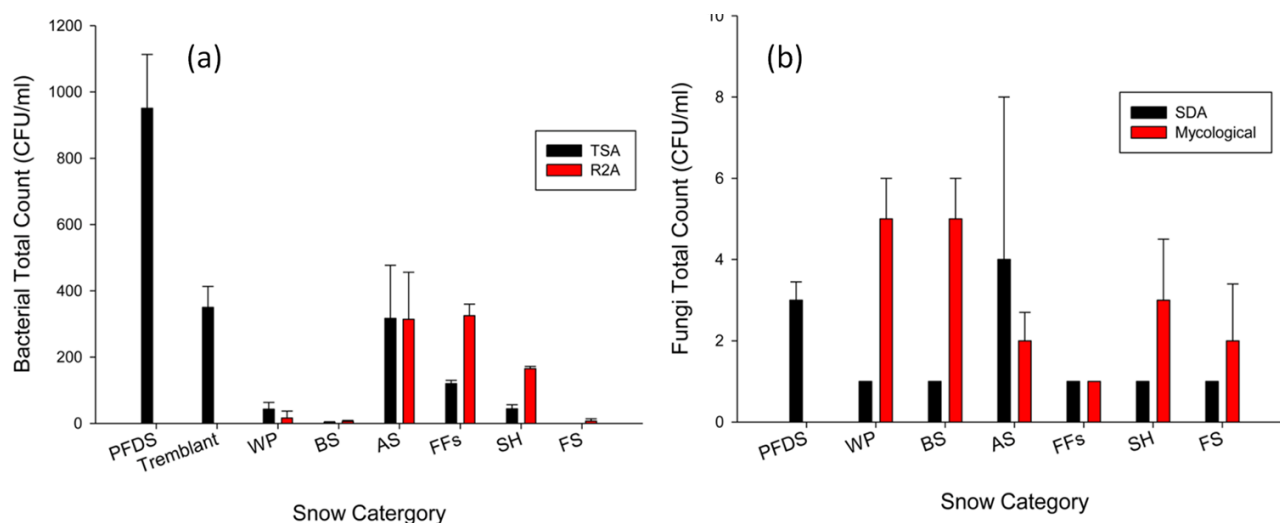 (a)
Bacterial Total Count (CFU/ml)
1200
1000
800
600
400
200
0
TSA
R2A
PFDS
Tremblant
WP
BS
AS
FFs
SH
FS
Snow Catergory
(b)
Fungi Total Count (CFU/ml)
10
8
6
4
2
0
SDA
Mycological
PFDS
WP
BS
AS
FFs
SH
FS
Snow Category